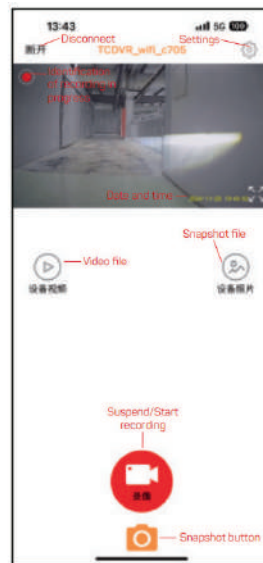 13:43
5G 100
断开
Disconnect
TCDVR_wifi_c705
Settings
Date and time
Snapshot file
Video file
设备视频
设备照片
Suspend/Start
recording
录像
Snapshot button